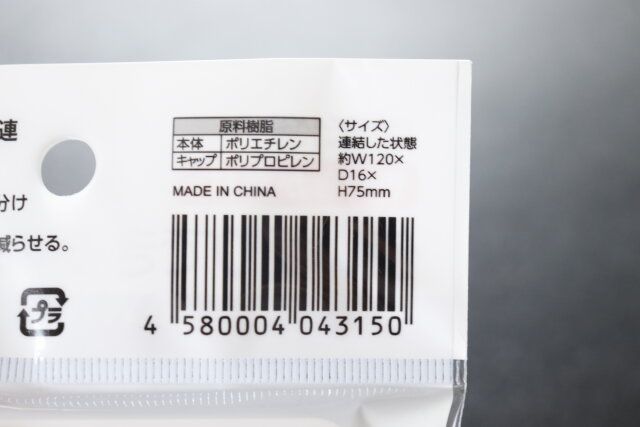 連
分け
減らせる。
プラ
原料樹脂
本体 ポリエチレン
キャップ ポリプロピレン
MADE IN CHINA
〈サイズ〉
連結した状態
約W120×
D16×
H75mm
4 580004 043150